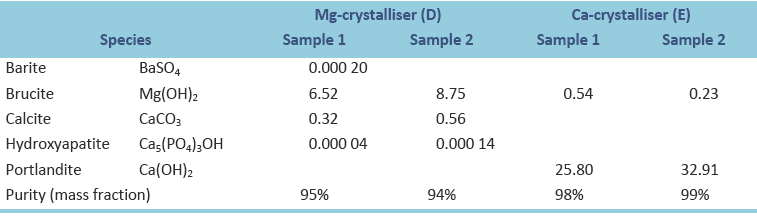 Mg-crystalliser (D) Ca-crystalliser (E)
Species Sample 1 Sample 2 Sample 1 Sample 2
Barite BaSO₄ 0.000 20
Brucite Mg(OH)₂ 6.52 8.75 0.54 0.23
Calcite CaCO₃ 0.32 0.56
Hydroxyapatite Ca₅(PO₄)₃OH 0.000 04 0.000 14
Portlandite Ca(OH)₂ 25.80 32.91
Purity (mass fraction) 95% 94% 98% 99%